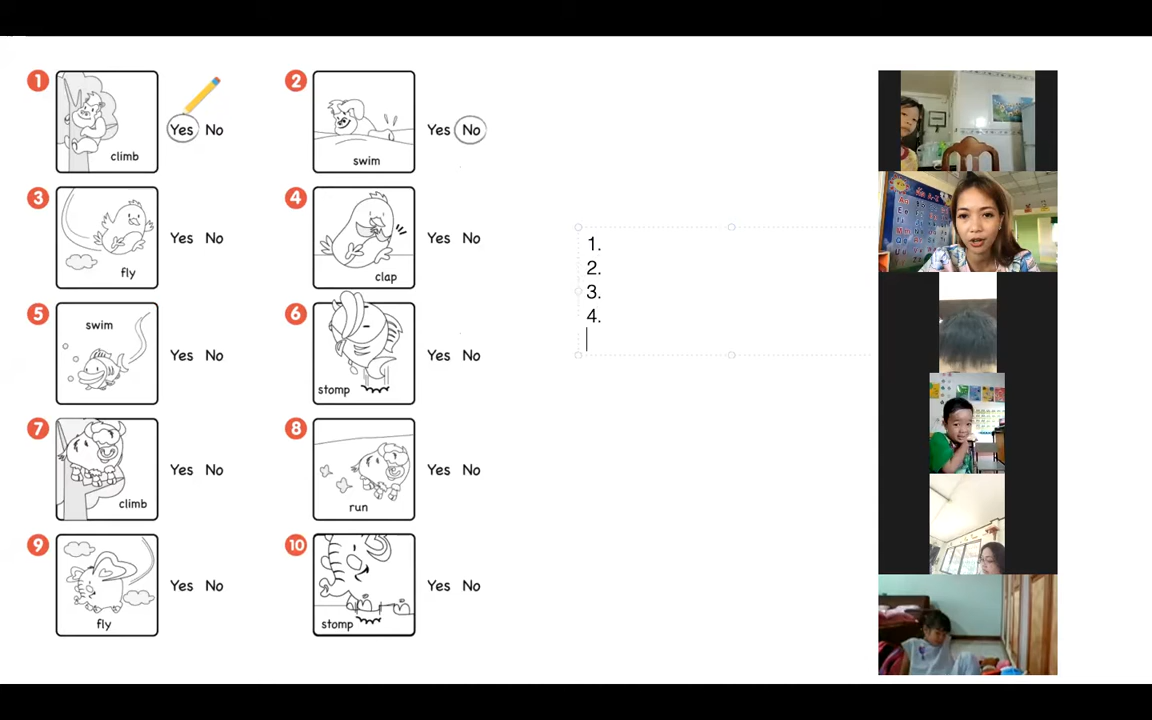 1
climb
Yes No
2
swim
Yes No
3
fly
Yes No
4
clap
Yes No
5
swim
Yes No
6
stomp
Yes No
7
climb
Yes No
8
run
Yes No
9
fly
Yes No
10
stomp
Yes No
1.
2.
3.
4.